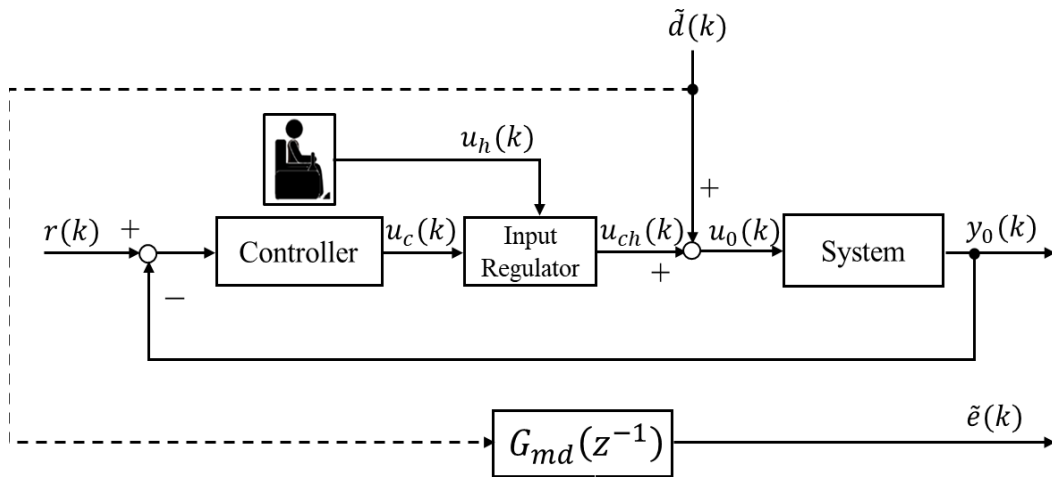 d̃(k)
u_h(k)
r(k)
+
−
Controller
u_c(k)
Input
Regulator
u_ch(k)
+
+
u_0(k)
System
y_0(k)
G_md(z^{-1})
ẽ(k)